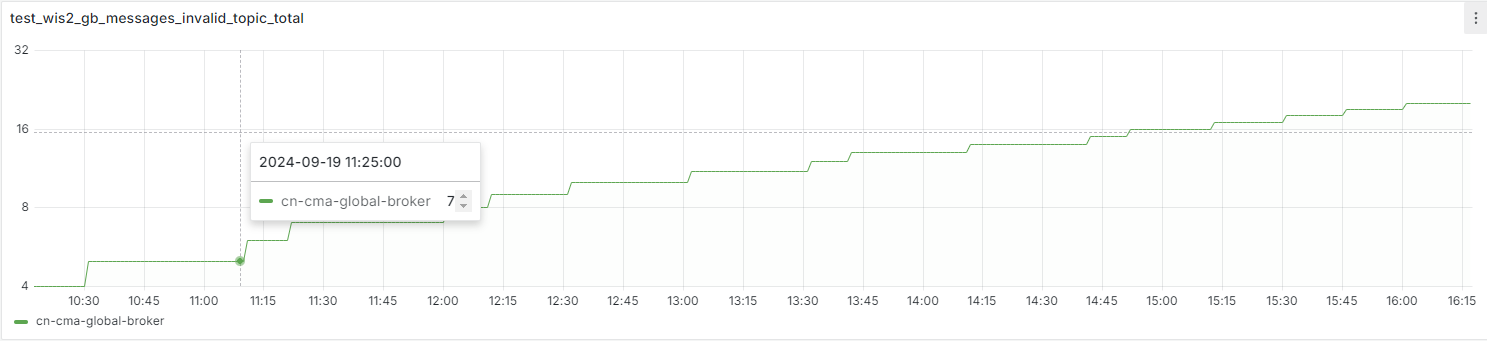 test_wis2_gb_messages_invalid_topic_total
32
16
8
4
2024-09-19 11:25:00
cn-cma-global-broker 7
10:30 10:45 11:00 11:15 11:30 11:45 12:00 12:15 12:30 12:45 13:00 13:15 13:30 13:45 14:00 14:15 14:30 14:45 15:00 15:15 15:30 15:45 16:00 16:15
cn-cma-global-broker